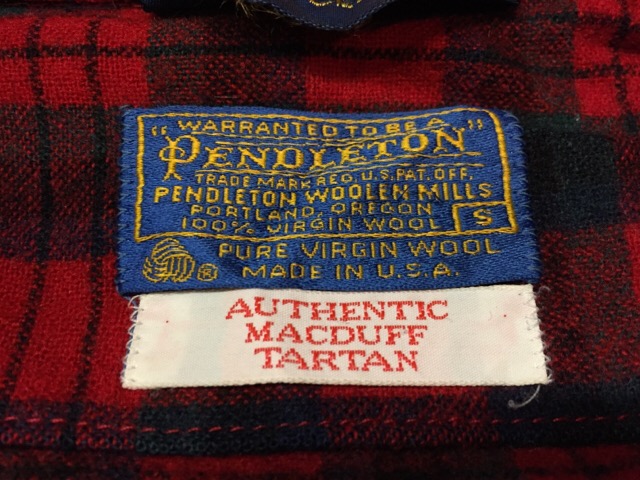 "WARRANTED TO BE A"
PENDLETON
TRADE MARK REG. U.S. PAT. OFF.
PENDLETON WOOLEN MILLS
PORTLAND, OREGON
100% VIRGIN WOOL S
PURE VIRGIN WOOL
® MADE IN U.S.A.
AUTHENTIC
MACDUFF
TARTAN